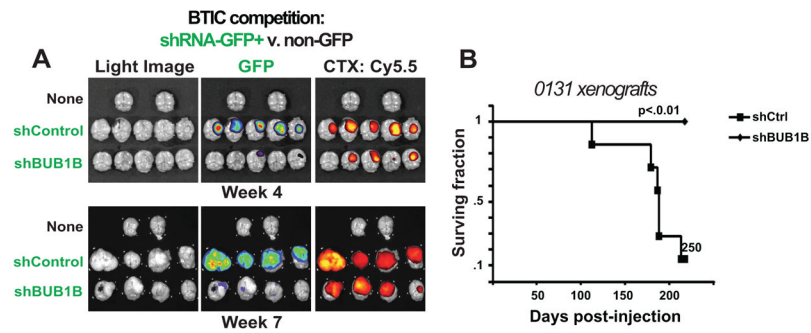 BTIC competition:
shRNA-GFP+ v. non-GFP
A
Light Image GFP CTX: Cy5.5
None
shControl
shBUB1B
Week 4
None
shControl
shBUB1B
Week 7
B
0131 xenografts
p<.0.01
shCtrl
shBUB1B
Surving fraction
1
.5
.1
250
50 100 150 200
Days post-injection